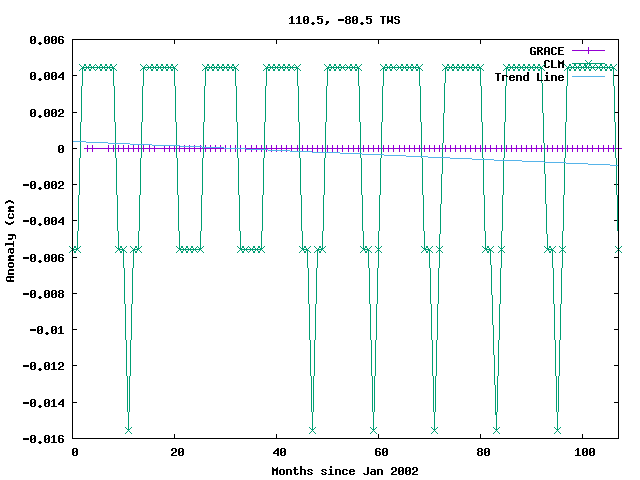 110.5, -80.5 TWS
0.006
0.004
0.002
0
-0.002
-0.004
-0.006
-0.008
-0.01
-0.012
-0.014
-0.016
Anomaly (cm)
GRACE
CLM
Trend Line
0 20 40 60 80 100
Months since Jan 2002